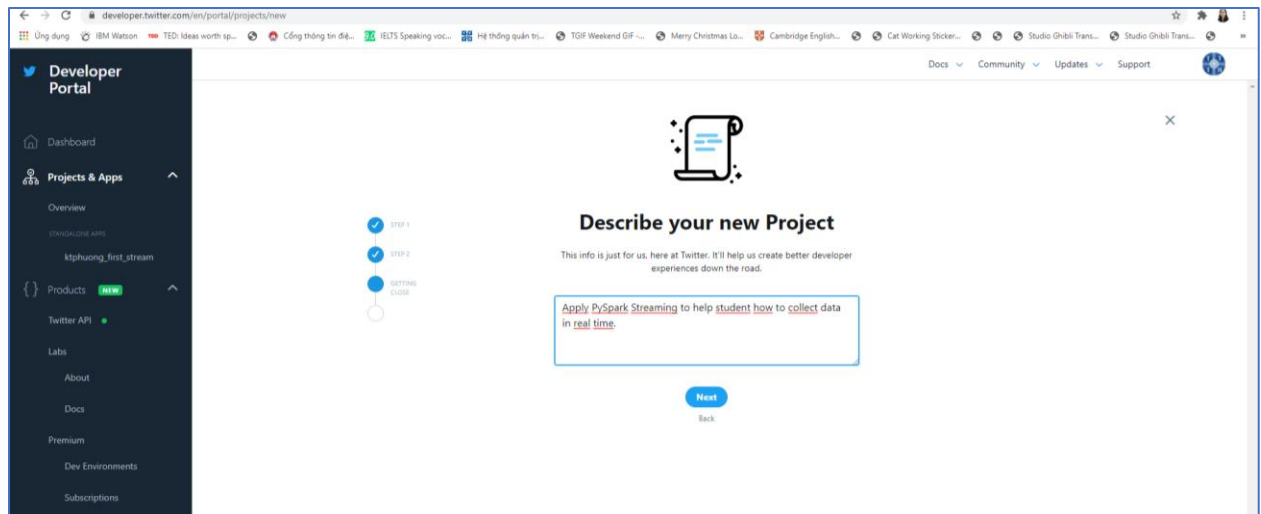 developer.twitter.com/en/portal/projects/new
Ứng dụng IBM Watson TED TED: Ideas worth sp... Cổng thông tin điệ... IELTS Speaking voc... Hệ thống quản trị... TGIF Weekend GIF -... Merry Christmas Lo... Cambridge English... Cat Working Sticker... Studio Ghibli Trans... Studio Ghibli Trans... »
Developer
Portal
Docs Community Updates Support
Dashboard
Projects & Apps
Overview
STANDALONE APPS
ktphuong_first_stream
{ } Products NEW
Twitter API
Labs
About
Docs
Premium
Dev Environments
Subscriptions
STEP 1
STEP 2
GETTING
CLOSE
Describe your new Project
This info is just for us, here at Twitter. It'll help us create better developer
experiences down the road.
Apply PySpark Streaming to help student how to collect data
in real time.
Next
Back